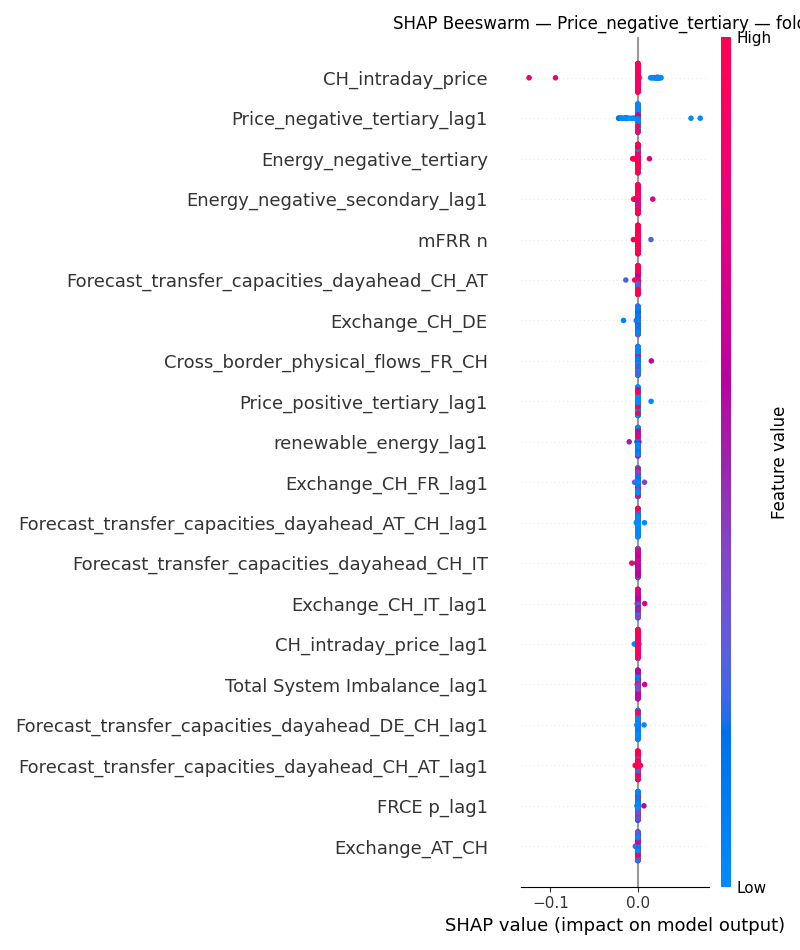 SHAP Beeswarm — Price_negative_tertiary — fol
High
CH_intraday_price
Price_negative_tertiary_lag1
Energy_negative_tertiary
Energy_negative_secondary_lag1
mFRR n
Forecast_transfer_capacities_dayahead_CH_AT
Exchange_CH_DE
Cross_border_physical_flows_FR_CH
Price_positive_tertiary_lag1
renewable_energy_lag1
Exchange_CH_FR_lag1
Forecast_transfer_capacities_dayahead_AT_CH_lag1
Forecast_transfer_capacities_dayahead_CH_IT
Exchange_CH_IT_lag1
CH_intraday_price_lag1
Total System Imbalance_lag1
Forecast_transfer_capacities_dayahead_DE_CH_lag1
Forecast_transfer_capacities_dayahead_CH_AT_lag1
FRCE p_lag1
Exchange_AT_CH
Feature value
Low
−0.1 0.0
SHAP value (impact on model output)